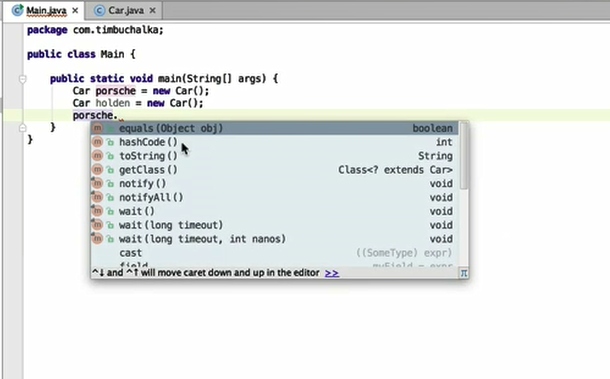 Main.java Car.java
package com.timbuchalka;
public class Main {
public static void main(String[] args) {
Car porsche = new Car();
Car holden = new Car();
porsche.
equals(Object obj) boolean
hashCode() int
toString() String
getClass() Class<? extends Car>
notify() void
notifyAll() void
wait() void
wait(long timeout) void
wait(long timeout, int nanos) void
cast ((SomeType) expr)
field myField = expr
^↓ and ^↑ will move caret down and up in the editor >> π
}
}